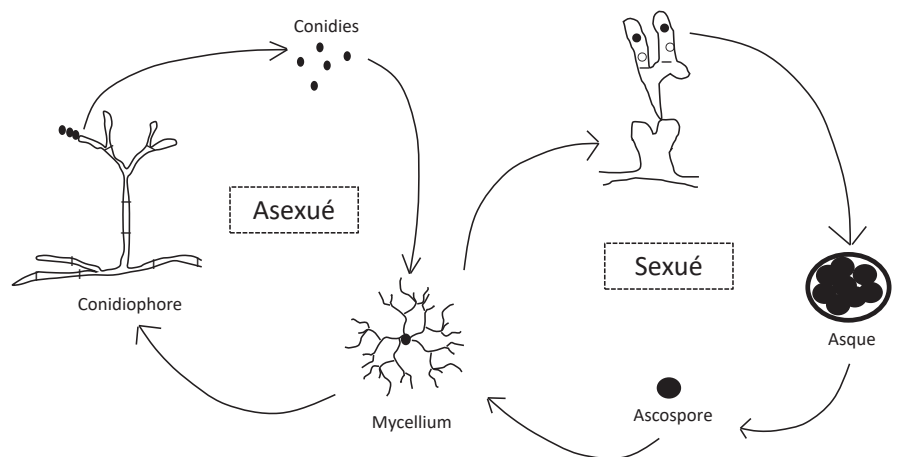 Conidies
Asexué
Conidiophore
Mycellium
Sexué
Asque
Ascospore